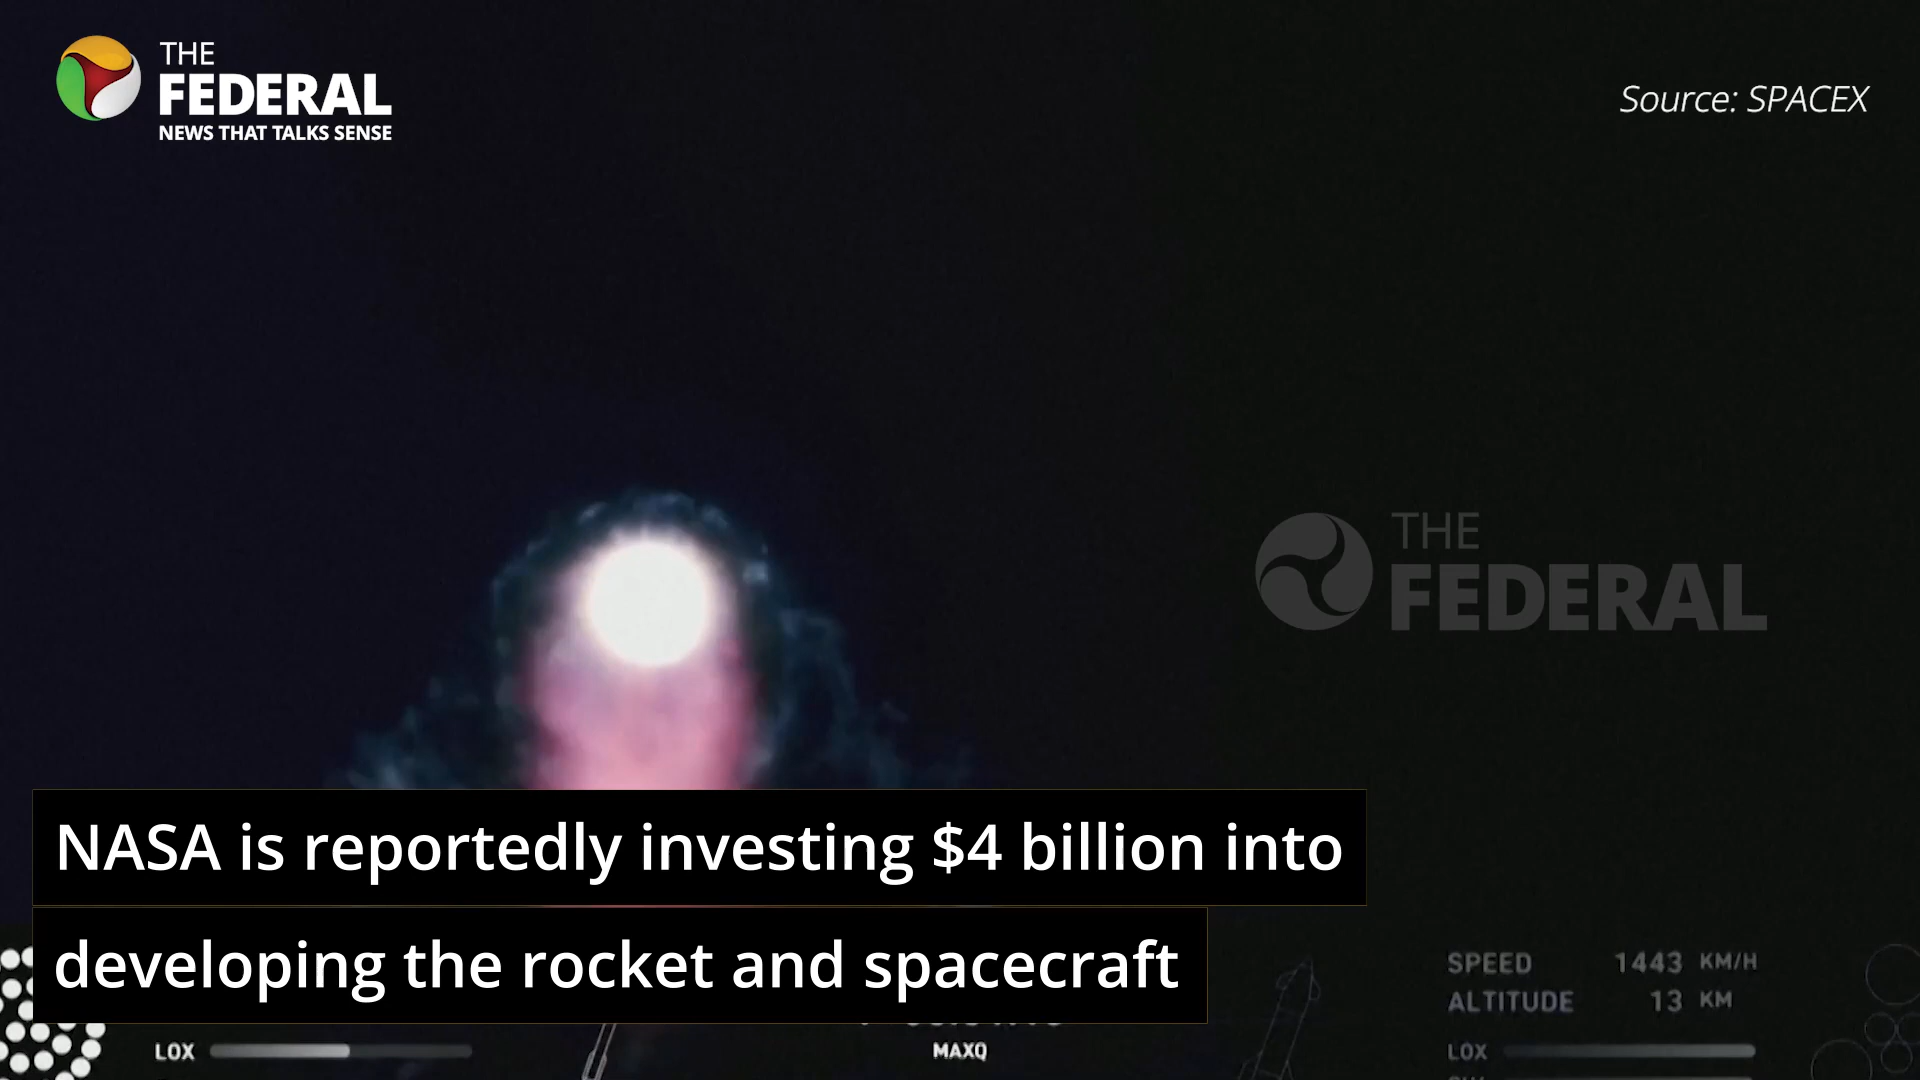 THE
FEDERAL
NEWS THAT TALKS SENSE
Source: SPACEX
THE
FEDERAL
NASA is reportedly investing $4 billion into
developing the rocket and spacecraft
SPEED 1443 KM/H
ALTITUDE 13 KM
LOX
MAXQ
LOX